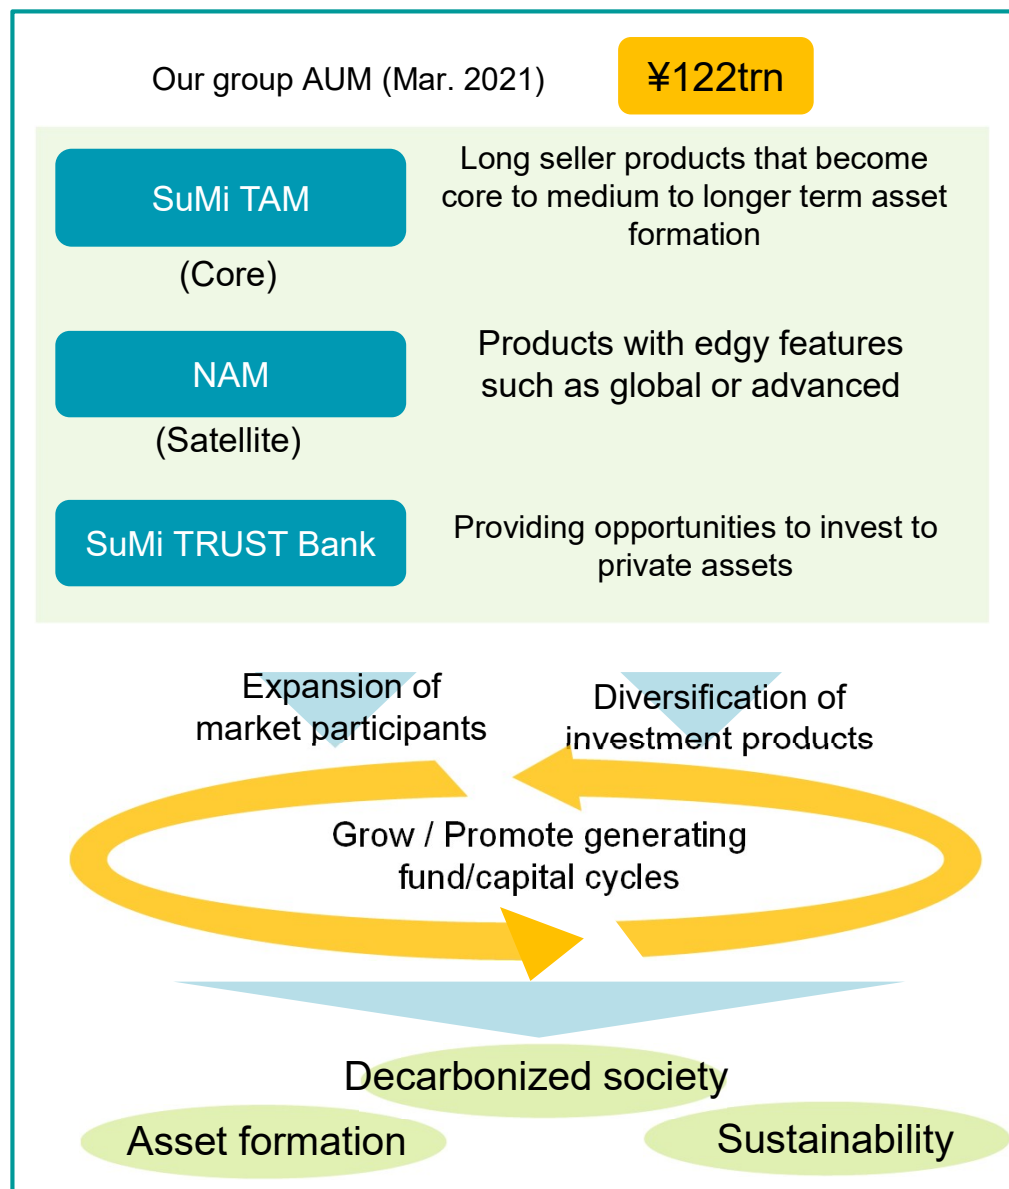 Our group AUM (Mar. 2021)
¥122trn
SuMi TAM
(Core)
Long seller products that become
core to medium to longer term asset
formation
NAM
(Satellite)
Products with edgy features
such as global or advanced
SuMi TRUST Bank
Providing opportunities to invest to
private assets
Expansion of
market participants
Diversification of
investment products
Grow / Promote generating
fund/capital cycles
Decarbonized society
Asset formation
Sustainability